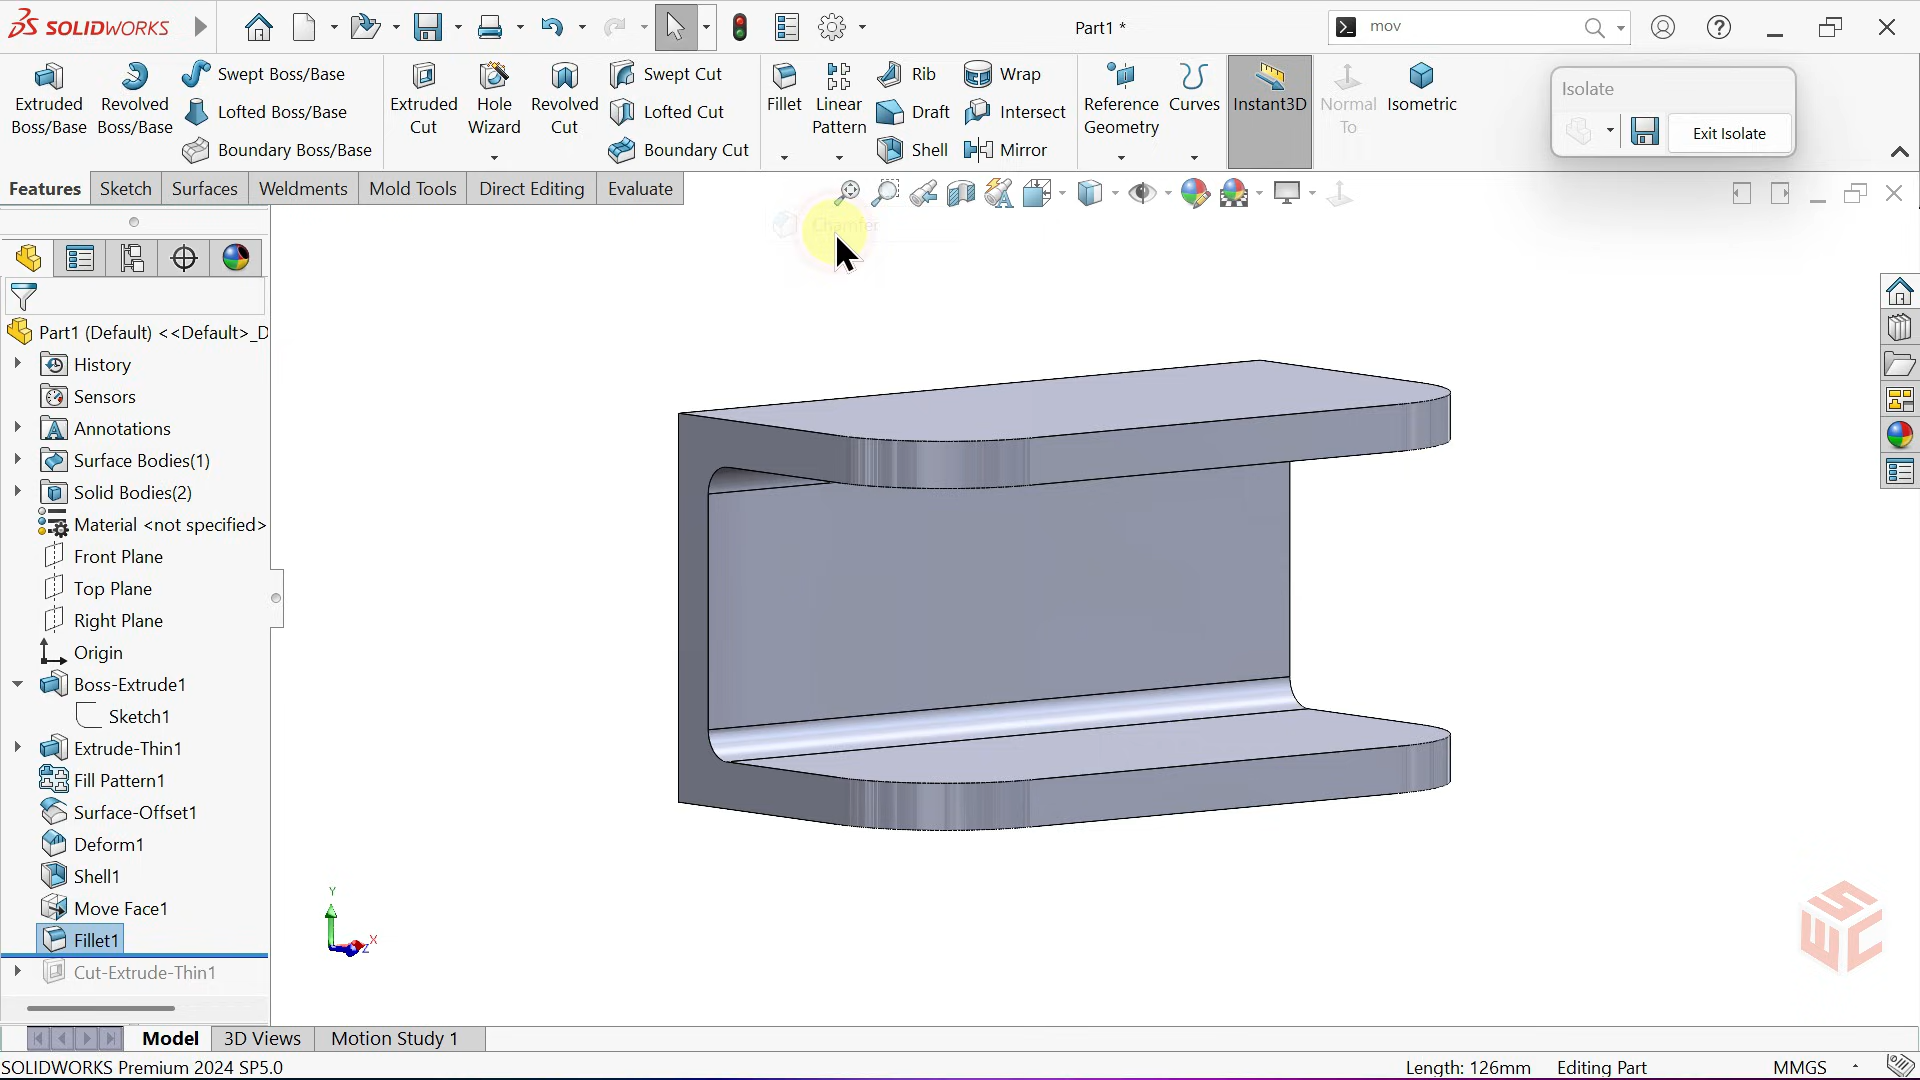 SOLIDWORKS
Part1 *
mov
Extruded Boss/Base
Revolved Boss/Base
Swept Boss/Base
Lofted Boss/Base
Boundary Boss/Base
Extruded Cut
Hole Wizard
Revolved Cut
Swept Cut
Lofted Cut
Boundary Cut
Fillet
Linear Pattern
Rib
Draft
Shell
Wrap
Intersect
Mirror
Reference Geometry
Curves
Instant3D
Normal To
Isometric
Isolate
Exit Isolate
Features
Sketch
Surfaces
Weldments
Mold Tools
Direct Editing
Evaluate
Chamfer
Part1 (Default) <<Default>_D
History
Sensors
Annotations
Surface Bodies(1)
Solid Bodies(2)
Material <not specified>
Front Plane
Top Plane
Right Plane
Origin
Boss-Extrude1
Sketch1
Extrude-Thin1
Fill Pattern1
Surface-Offset1
Deform1
Shell1
Move Face1
Fillet1
Cut-Extrude-Thin1
Y
X
Z
SWC
Model
3D Views
Motion Study 1
SOLIDWORKS Premium 2024 SP5.0
Length: 126mm
Editing Part
MMGS